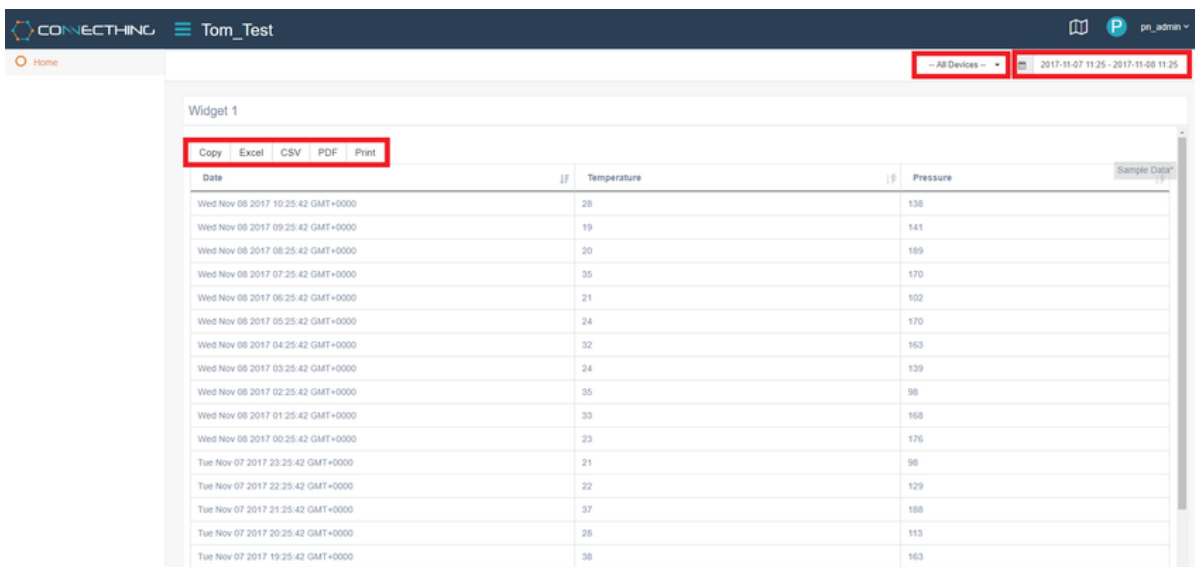 CONNECTHING Tom_Test P pn_admin
Home -- All Devices -- 2017-11-07 11:25 - 2017-11-08 11:25
Widget 1
Copy Excel CSV PDF Print
Sample Data*
Date Temperature Pressure
Wed Nov 08 2017 10:25:42 GMT+0000 28 138
Wed Nov 08 2017 09:25:42 GMT+0000 19 141
Wed Nov 08 2017 08:25:42 GMT+0000 20 189
Wed Nov 08 2017 07:25:42 GMT+0000 35 170
Wed Nov 08 2017 06:25:42 GMT+0000 21 102
Wed Nov 08 2017 05:25:42 GMT+0000 24 170
Wed Nov 08 2017 04:25:42 GMT+0000 32 163
Wed Nov 08 2017 03:25:42 GMT+0000 24 139
Wed Nov 08 2017 02:25:42 GMT+0000 35 98
Wed Nov 08 2017 01:25:42 GMT+0000 33 168
Wed Nov 08 2017 00:25:42 GMT+0000 23 176
Tue Nov 07 2017 23:25:42 GMT+0000 21 98
Tue Nov 07 2017 22:25:42 GMT+0000 22 129
Tue Nov 07 2017 21:25:42 GMT+0000 37 188
Tue Nov 07 2017 20:25:42 GMT+0000 28 113
Tue Nov 07 2017 19:25:42 GMT+0000 38 163